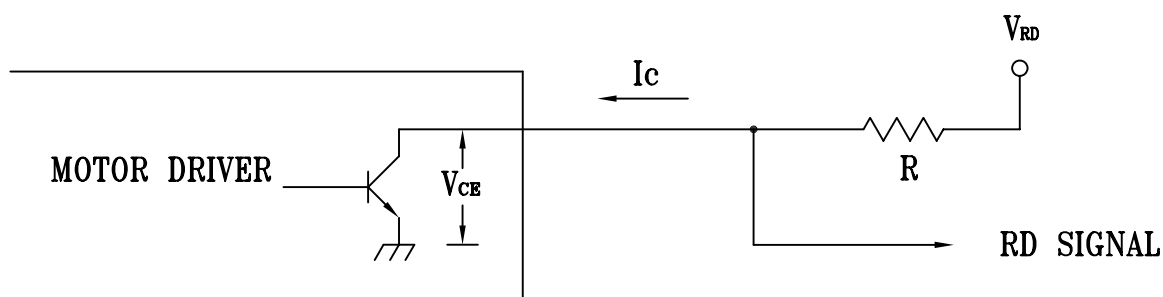 VRD
Ic
MOTOR DRIVER
VCE
R
RD SIGNAL